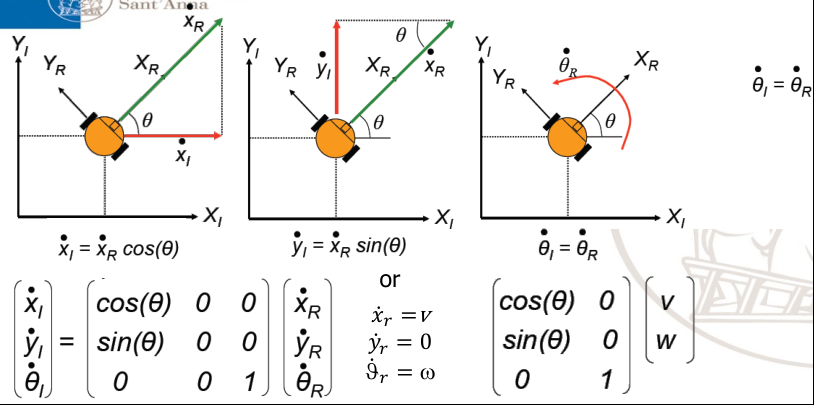 Sant'Anna
ẋ_R
Y_I
Y_R
X_R
θ
ẋ_I
X_I
ẋ_I = ẋ_R cos(θ)
Y_I
θ
ẏ_I
Y_R
X_R
ẋ_R
θ
X_I
ẏ_I = ẋ_R sin(θ)
Y_I
Y_R
θ̇_R
X_R
θ
X_I
θ̇_I = θ̇_R
θ̇_I = θ̇_R
ẋ_I cos(θ) 0 0 ẋ_R
ẏ_I = sin(θ) 0 0 ẏ_R
θ̇_I 0 0 1 θ̇_R
or
ẋ_r = v
ẏ_r = 0
ϑ̇_r = ω
cos(θ) 0 v
sin(θ) 0 w
0 1